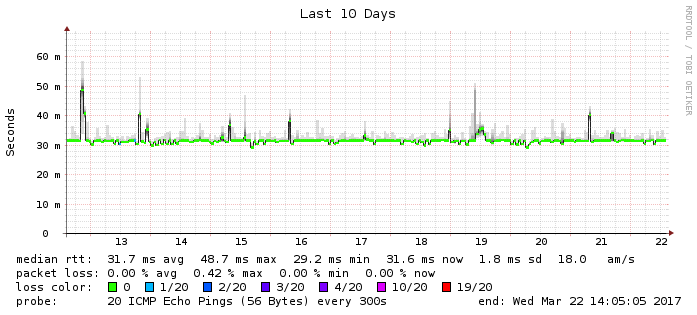 Last 10 Days
RRDTOOL / TOBI OETIKER
Seconds
60 m
50 m
40 m
30 m
20 m
10 m
0
13 14 15 16 17 18 19 20 21 22
median rtt: 31.7 ms avg 48.7 ms max 29.2 ms min 31.6 ms now 1.8 ms sd 18.0 am/s
packet loss: 0.00 % avg 0.42 % max 0.00 % min 0.00 % now
loss color: 0 1/20 2/20 3/20 4/20 10/20 19/20
probe: 20 ICMP Echo Pings (56 Bytes) every 300s end: Wed Mar 22 14:05:05 2017